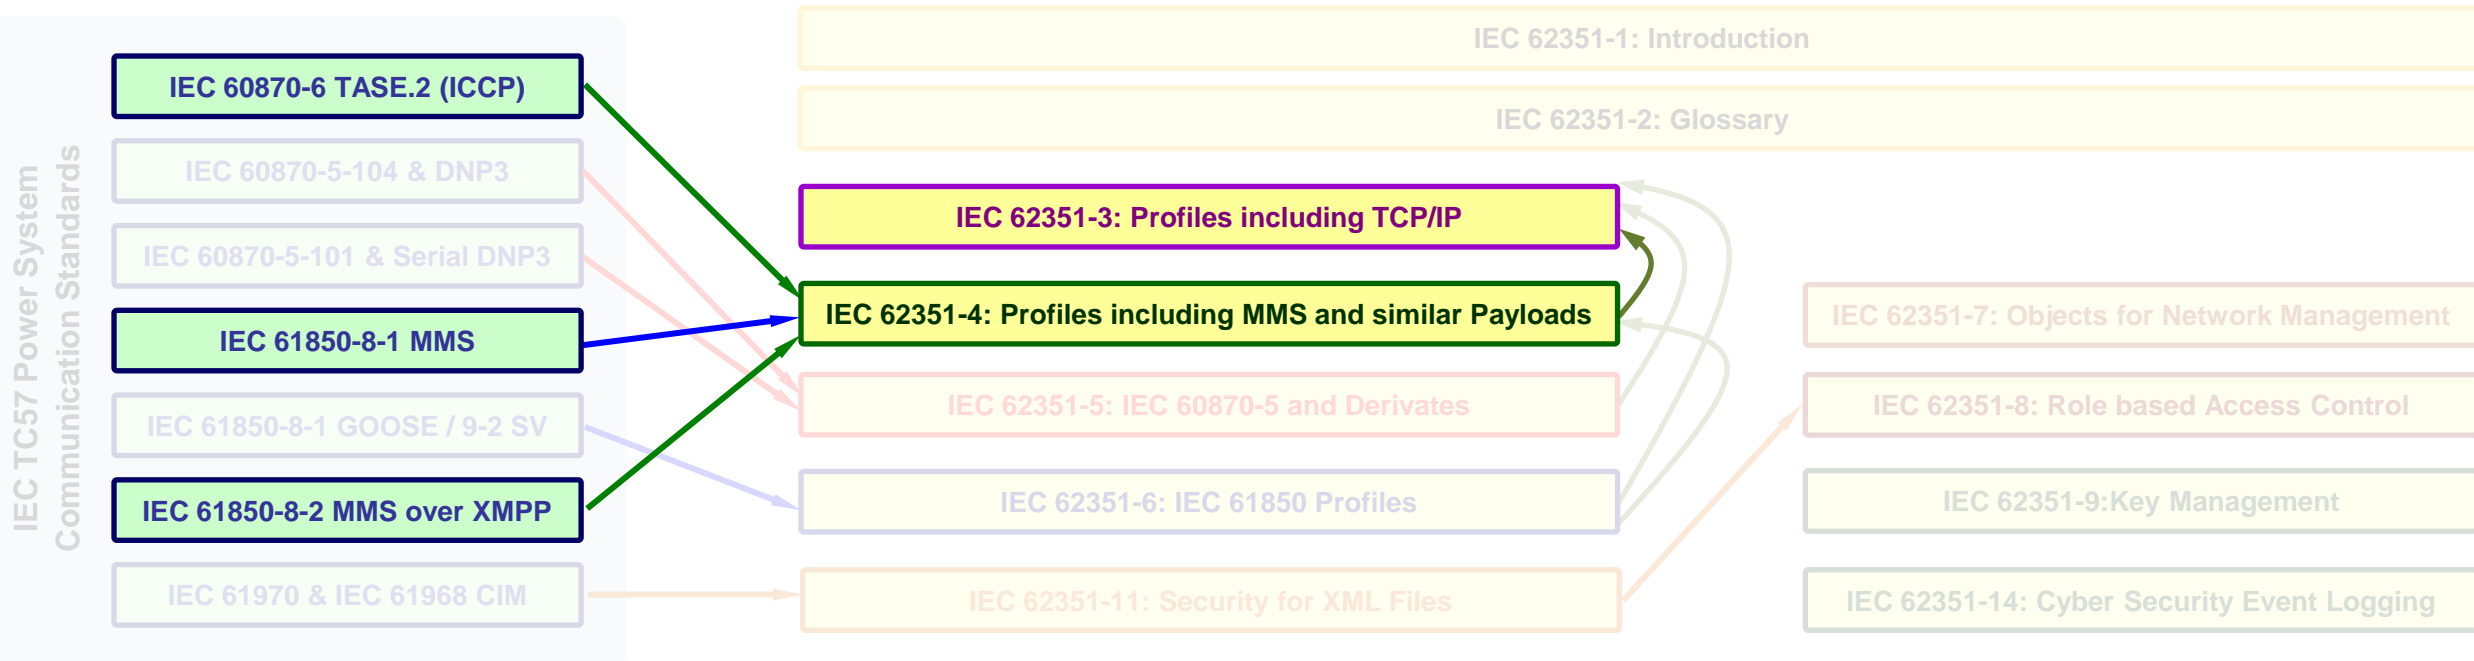 IEC TC57 Power System
Communication Standards
IEC 60870-6 TASE.2 (ICCP)
IEC 60870-5-104 & DNP3
IEC 60870-5-101 & Serial DNP3
IEC 61850-8-1 MMS
IEC 61850-8-1 GOOSE / 9-2 SV
IEC 61850-8-2 MMS over XMPP
IEC 61970 & IEC 61968 CIM
IEC 62351-1: Introduction
IEC 62351-2: Glossary
IEC 62351-3: Profiles including TCP/IP
IEC 62351-4: Profiles including MMS and similar Payloads
IEC 62351-5: IEC 60870-5 and Derivates
IEC 62351-6: IEC 61850 Profiles
IEC 62351-11: Security for XML Files
IEC 62351-7: Objects for Network Management
IEC 62351-8: Role based Access Control
IEC 62351-9:Key Management
IEC 62351-14: Cyber Security Event Logging